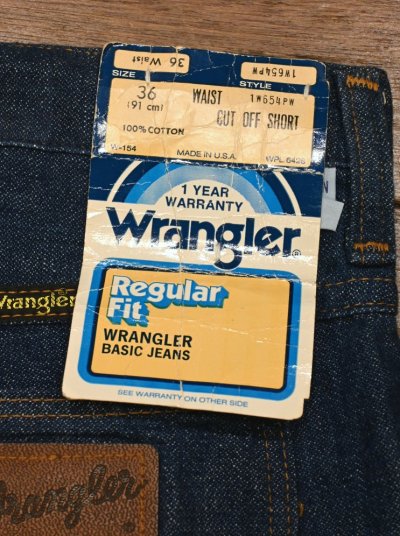 36 Waist
1W654PW
SIZE
STYLE
36 WAIST 1W654PW
(91 cm) CUT OFF SHORT
100% COTTON
W-154 MADE IN U.S.A. WPL 6428
1 YEAR
WARRANTY
Wrangler®
Regular
Fit
WRANGLER
BASIC JEANS
SEE WARRANTY ON OTHER SIDE
Wrangler
Wrangler
®